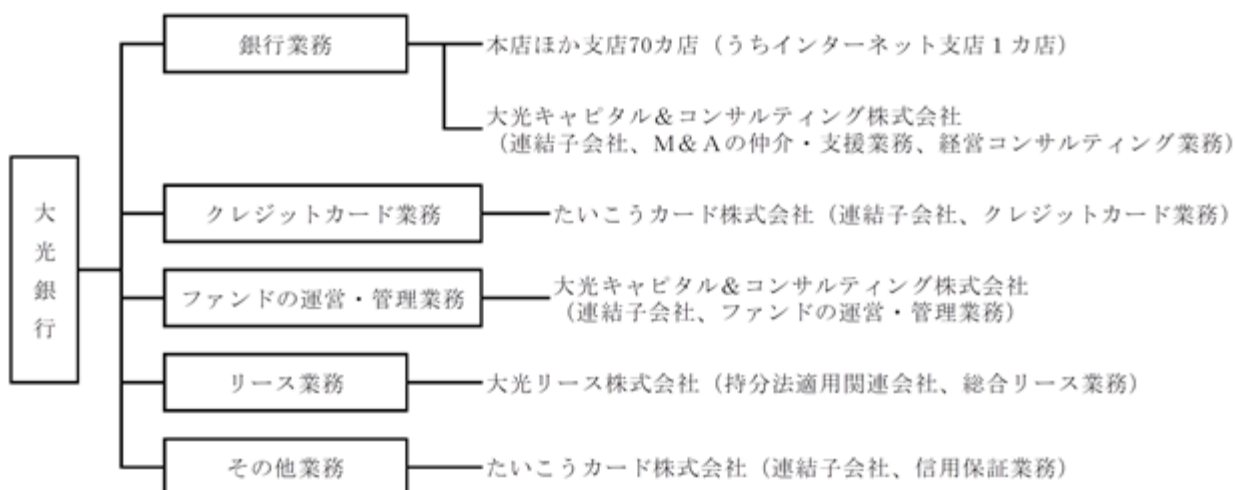 大光銀行
銀行業務
本店ほか支店70カ店（うちインターネット支店１カ店）
大光キャピタル＆コンサルティング株式会社
（連結子会社、Ｍ＆Ａの仲介・支援業務、経営コンサルティング業務）
クレジットカード業務
たいこうカード株式会社（連結子会社、クレジットカード業務）
ファンドの運営・管理業務
大光キャピタル＆コンサルティング株式会社
（連結子会社、ファンドの運営・管理業務）
リース業務
大光リース株式会社（持分法適用関連会社、総合リース業務）
その他業務
たいこうカード株式会社（連結子会社、信用保証業務）